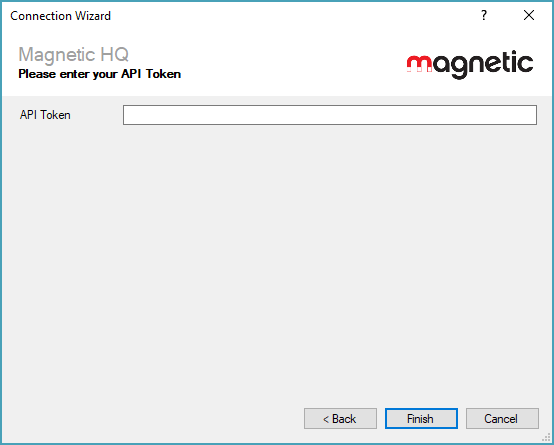 Connection Wizard
?
Magnetic HQ
Please enter your API Token
magnetic
API Token
< Back
Finish
Cancel